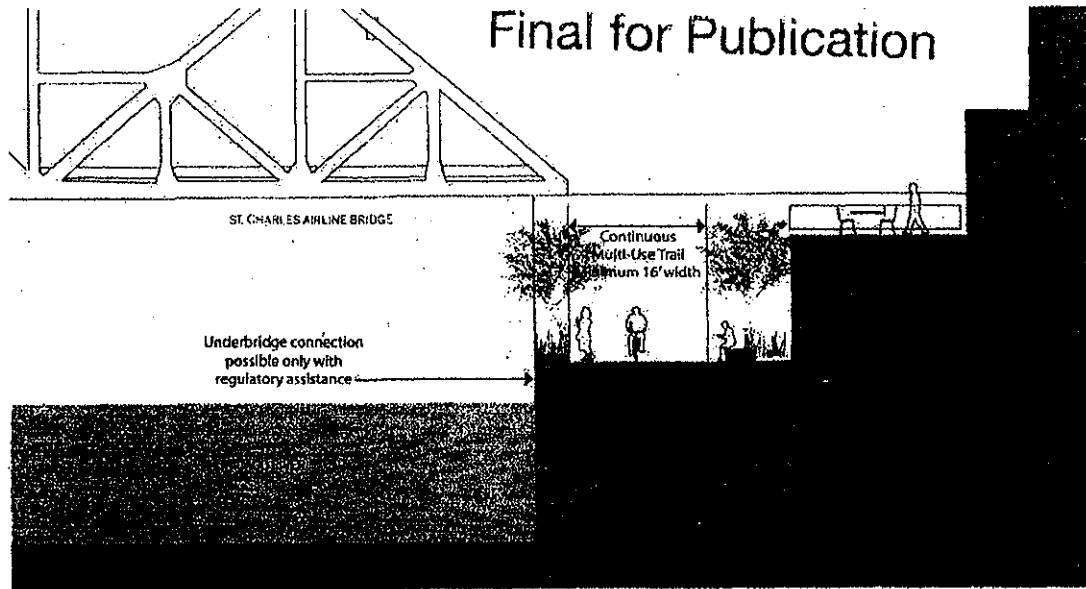 Final for Publication
ST. CHARLES AIRLINE BRIDGE
Continuous
Multi-Use Trail
16' width
Underbridge connection
possible only with
regulatory assistance